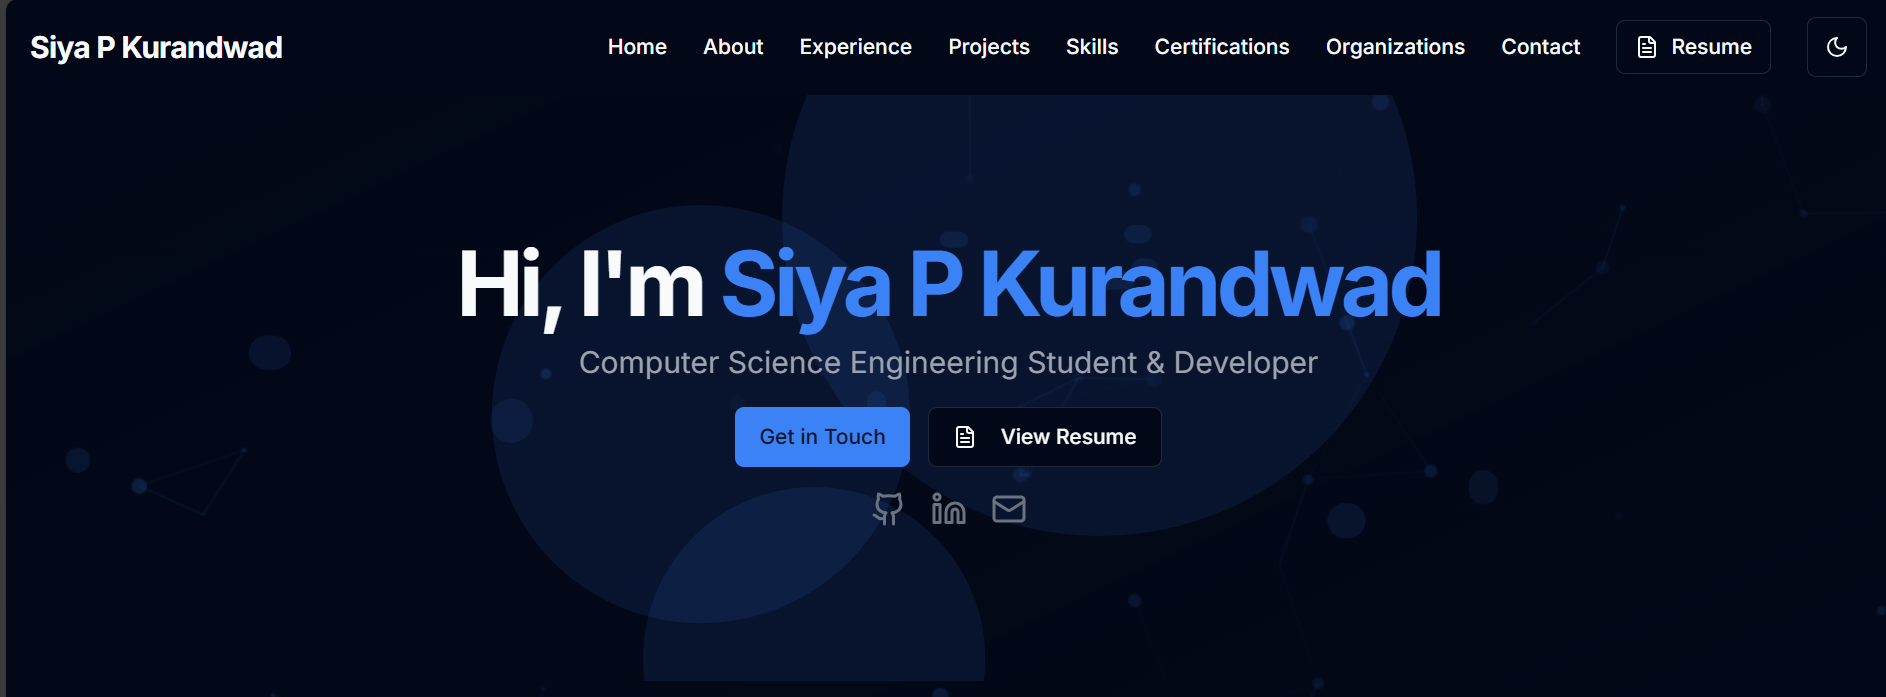 Siya P Kurandwad
Home About Experience Projects Skills Certifications Organizations Contact Resume
Hi, I'm Siya P Kurandwad
Computer Science Engineering Student & Developer
Get in Touch View Resume